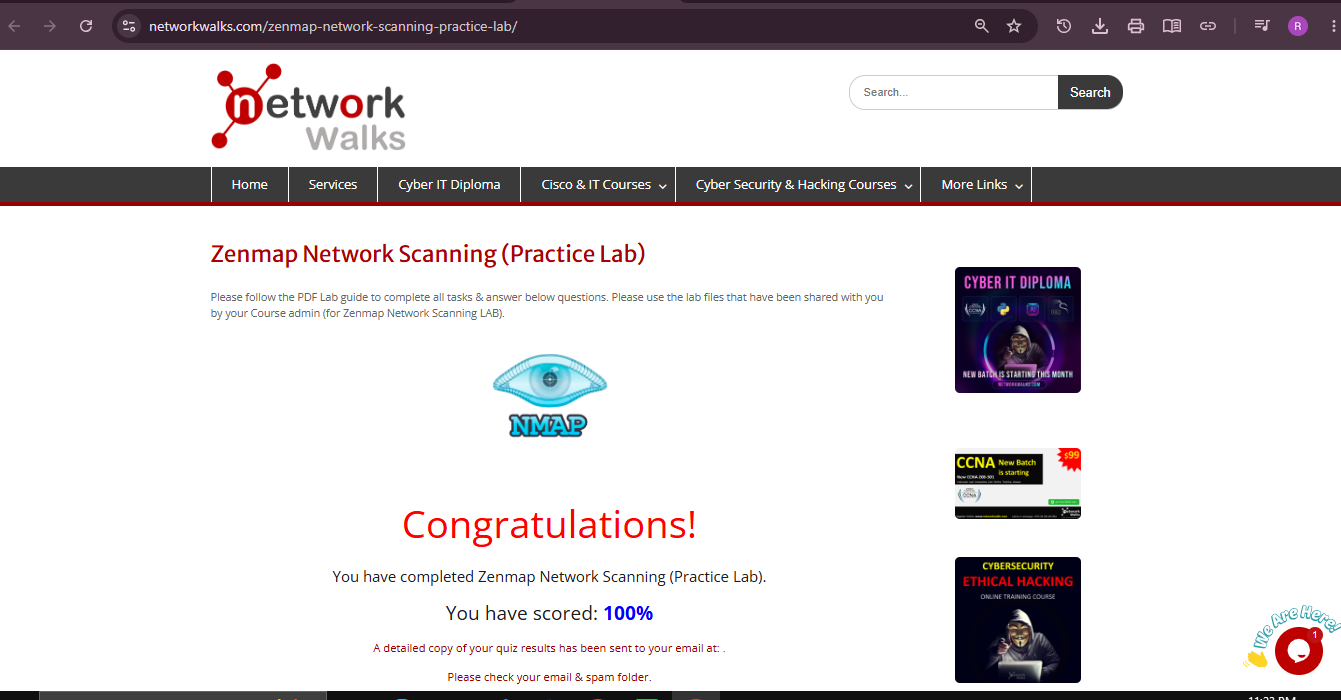 networkwalks.com/zenmap-network-scanning-practice-lab/
R
network
Walks
Search...
Search
Home
Services
Cyber IT Diploma
Cisco & IT Courses
Cyber Security & Hacking Courses
More Links
Zenmap Network Scanning (Practice Lab)
Please follow the PDF Lab guide to complete all tasks & answer below questions. Please use the lab files that have been shared with you
by your Course admin (for Zenmap Network Scanning LAB).
NMAP
Congratulations!
You have completed Zenmap Network Scanning (Practice Lab).
You have scored: 100%
A detailed copy of your quiz results has been sent to your email at: .
Please check your email & spam folder.
CYBER IT DIPLOMA
NEW BATCH IS STARTING THIS MONTH
NETWORKWALKS.COM
CCNA New Batch
is starting
$99
New CCNA 200-301
CYBERSECURITY
ETHICAL HACKING
ONLINE TRAINING COURSE
We Are Here!
1